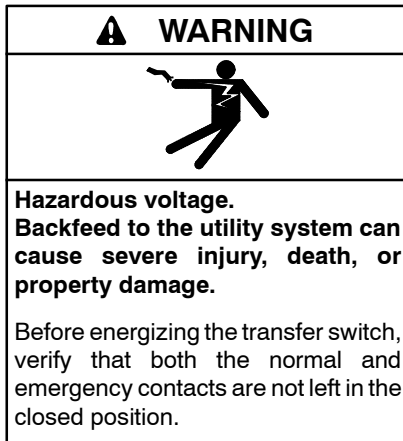 WARNING
Hazardous voltage.
Backfeed to the utility system can
cause severe injury, death, or
property damage.
Before energizing the transfer switch,
verify that both the normal and
emergency contacts are not left in the
closed position.